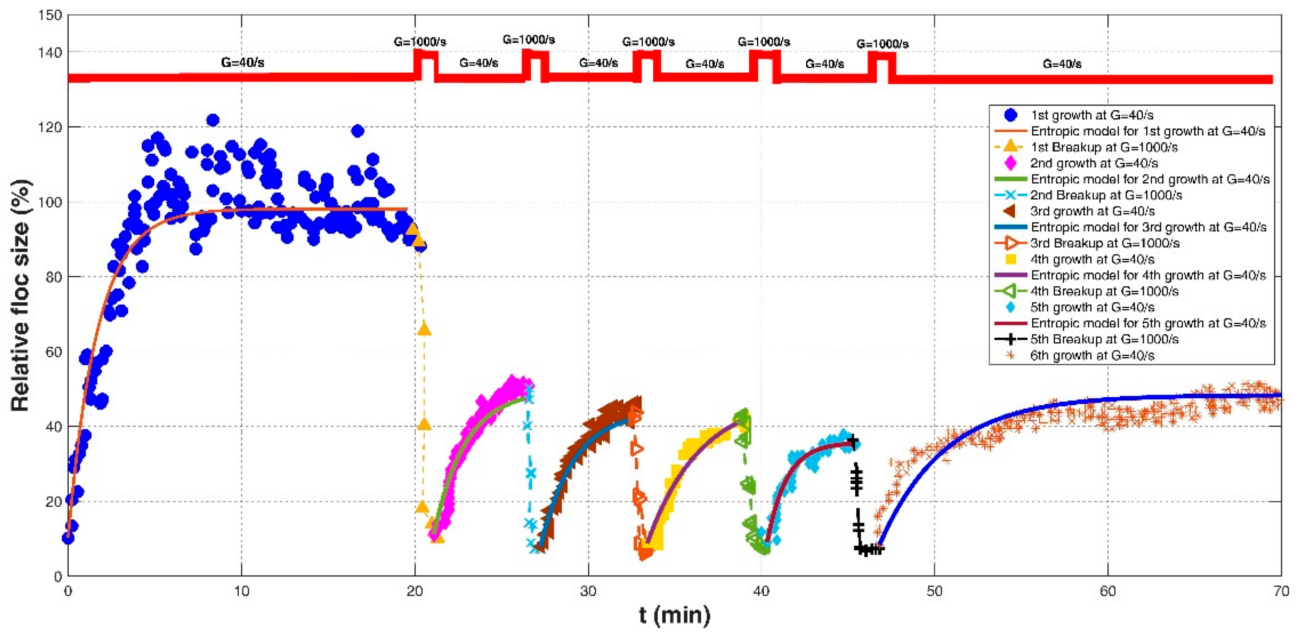 150
140
120
100
80
60
40
20
0
Relative floc size (%)
G=40/s
G=1000/s
G=40/s
G=1000/s
G=40/s
G=1000/s
G=40/s
G=1000/s
G=40/s
G=1000/s
G=40/s
1st growth at G=40/s
Entropic model for 1st growth at G=40/s
1st Breakup at G=1000/s
2nd growth at G=40/s
Entropic model for 2nd growth at G=40/s
2nd Breakup at G=1000/s
3rd growth at G=40/s
Entropic model for 3rd growth at G=40/s
3rd Breakup at G=1000/s
4th growth at G=40/s
Entropic model for 4th growth at G=40/s
4th Breakup at G=1000/s
5th growth at G=40/s
Entropic model for 5th growth at G=40/s
5th Breakup at G=1000/s
6th growth at G=40/s
0 10 20 30 40 50 60 70
t (min)